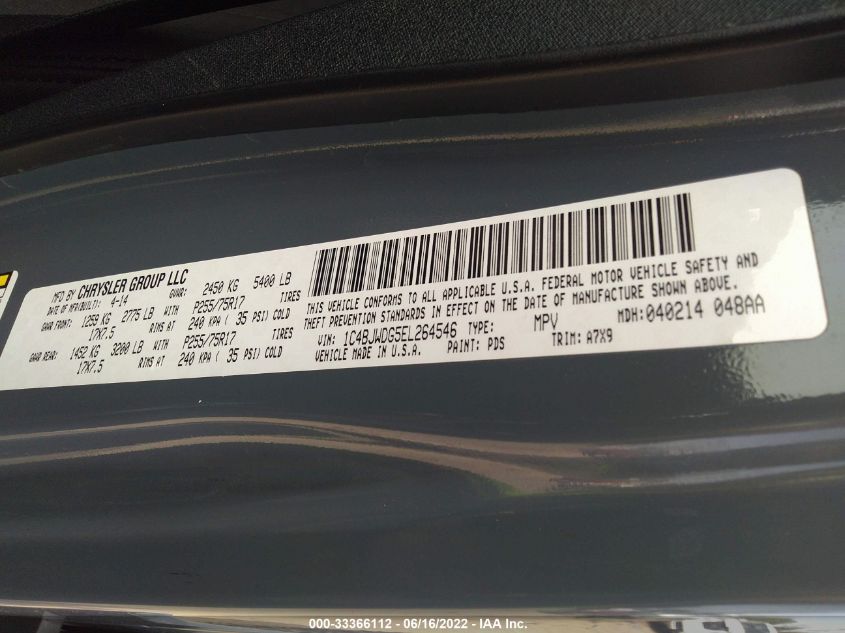 MFD BY CHRYSLER GROUP LLC
DATE OF MFR(BUILT): 4-14 GVWR: 2450 KG 5400 LB
GAWR FRONT: 1259 KG 2775 LB WITH P255/75R17 TIRES
17X7.5 RIMS AT 240 KPA ( 35 PSI) COLD
GAWR REAR: 1452 KG 3200 LB WITH P255/75R17 TIRES
17X7.5 RIMS AT 240 KPA ( 35 PSI) COLD
THIS VEHICLE CONFORMS TO ALL APPLICABLE U.S.A. FEDERAL MOTOR VEHICLE SAFETY AND
THEFT PREVENTION STANDARDS IN EFFECT ON THE DATE OF MANUFACTURE SHOWN ABOVE.
VIN: 1C4BJWDG5EL264546 TYPE: MPV MDH: 040214 048AA
VEHICLE MADE IN U.S.A. PAINT: PDS TRIM: A7X9
000-33366112 - 06/16/2022 - IAA Inc.